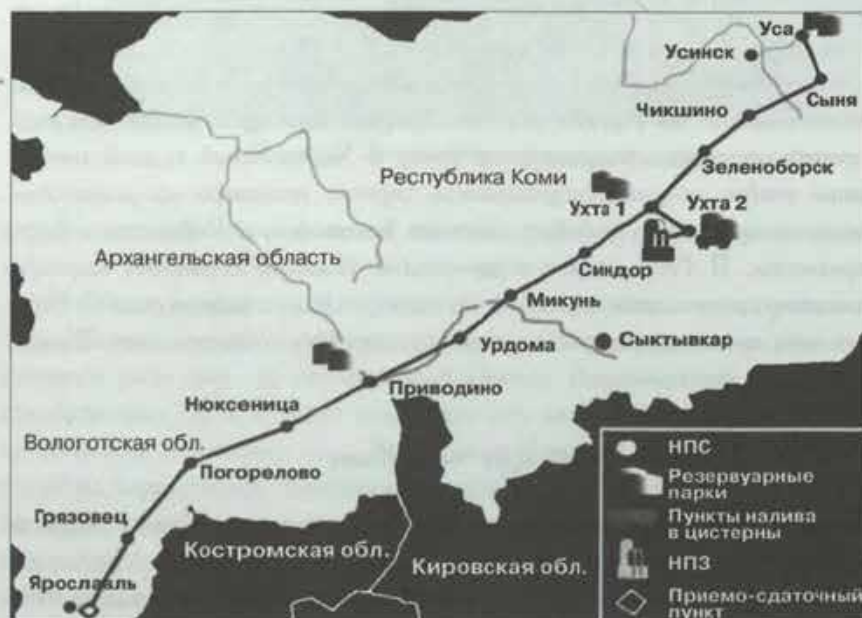 Уса
Усинск
Сыня
Чикшино
Зеленоборск
Республика Коми
Ухта 1
Ухта 2
Архангельская область
Синдор
Микунь
Сыктывкар
Урдома
Приводино
Нюксеница
Вологотская обл.
Погорелово
Грязовец
Костромская обл.
Кировская обл.
Ярославль
НПС
Резервуарные
парки
Пункты налива
в цистерны
НПЗ
Приемо-сдаточный
пункт